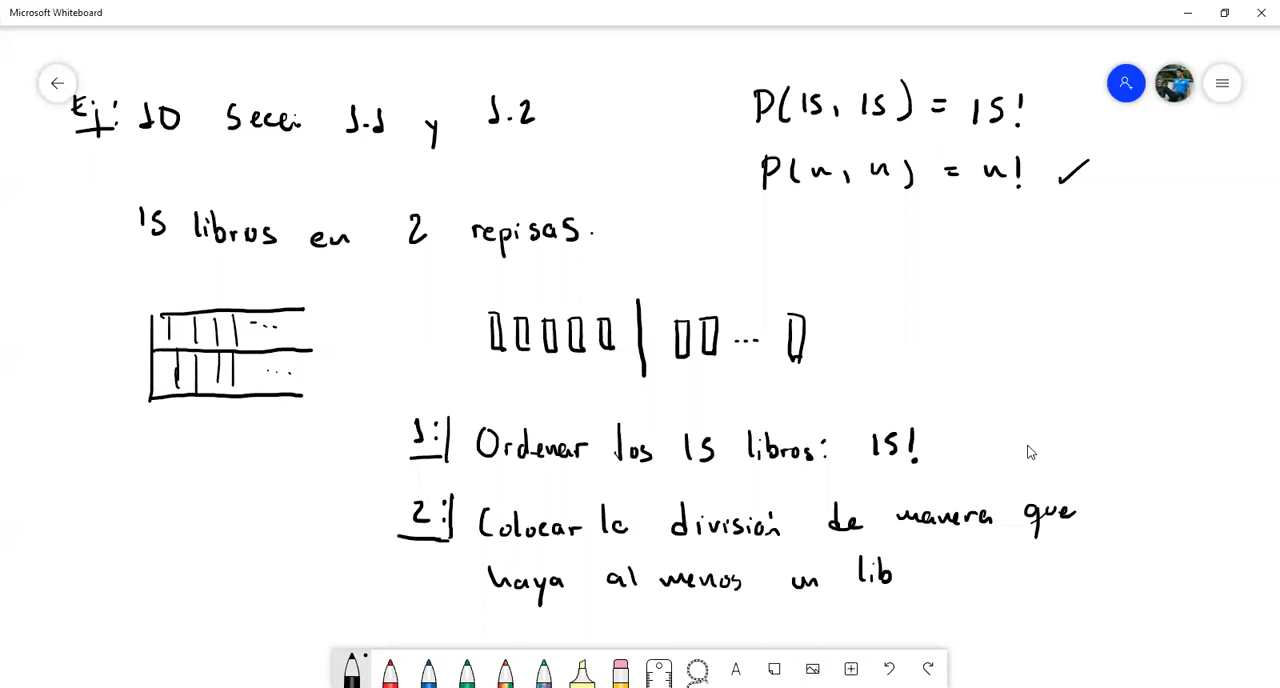 Microsoft Whiteboard
Ej: 10 Secci 1.1 y 1.2
P(15, 15) = 15!
P(n, n) = n! ✓
15 libros en 2 repisas.
...
...
...
1: Ordenar los 15 libros: 15!
2: Colocar la división de manera que
haya al menos un lib
A